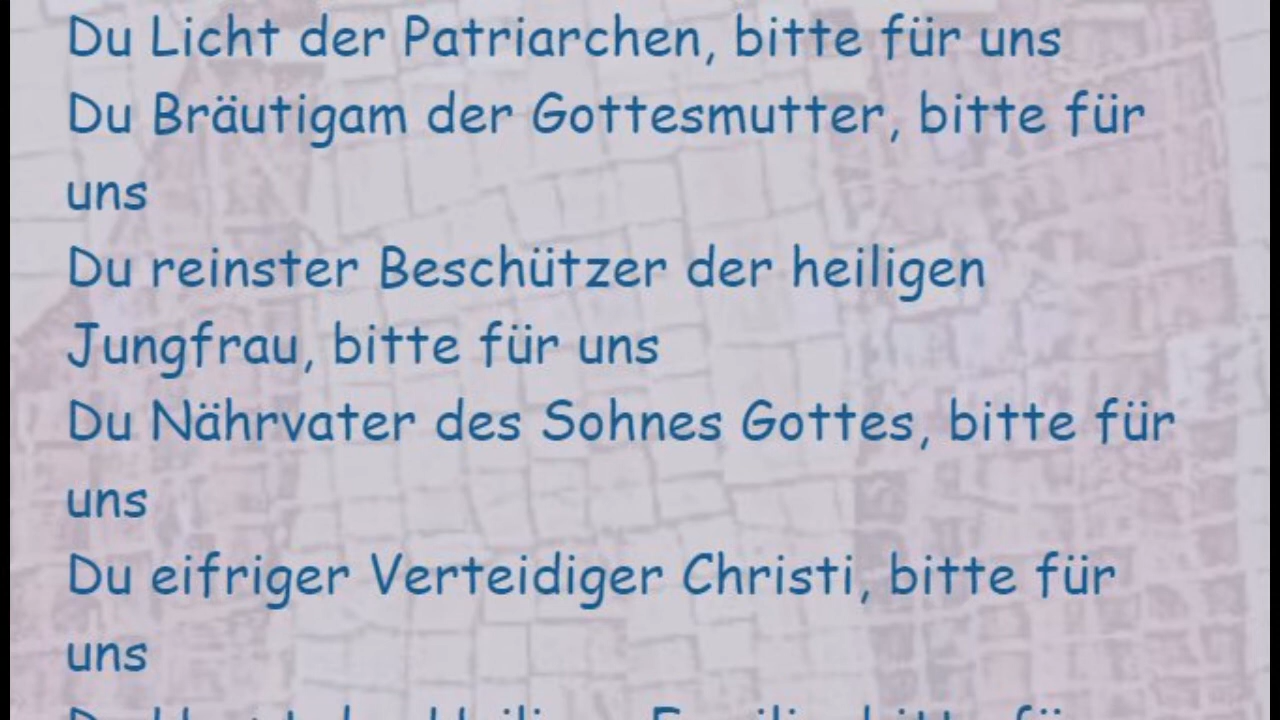 Du Licht der Patriarchen, bitte für uns
Du Bräutigam der Gottesmutter, bitte für
uns
Du reinster Beschützer der heiligen
Jungfrau, bitte für uns
Du Nährvater des Sohnes Gottes, bitte für
uns
Du eifriger Verteidiger Christi, bitte für
uns